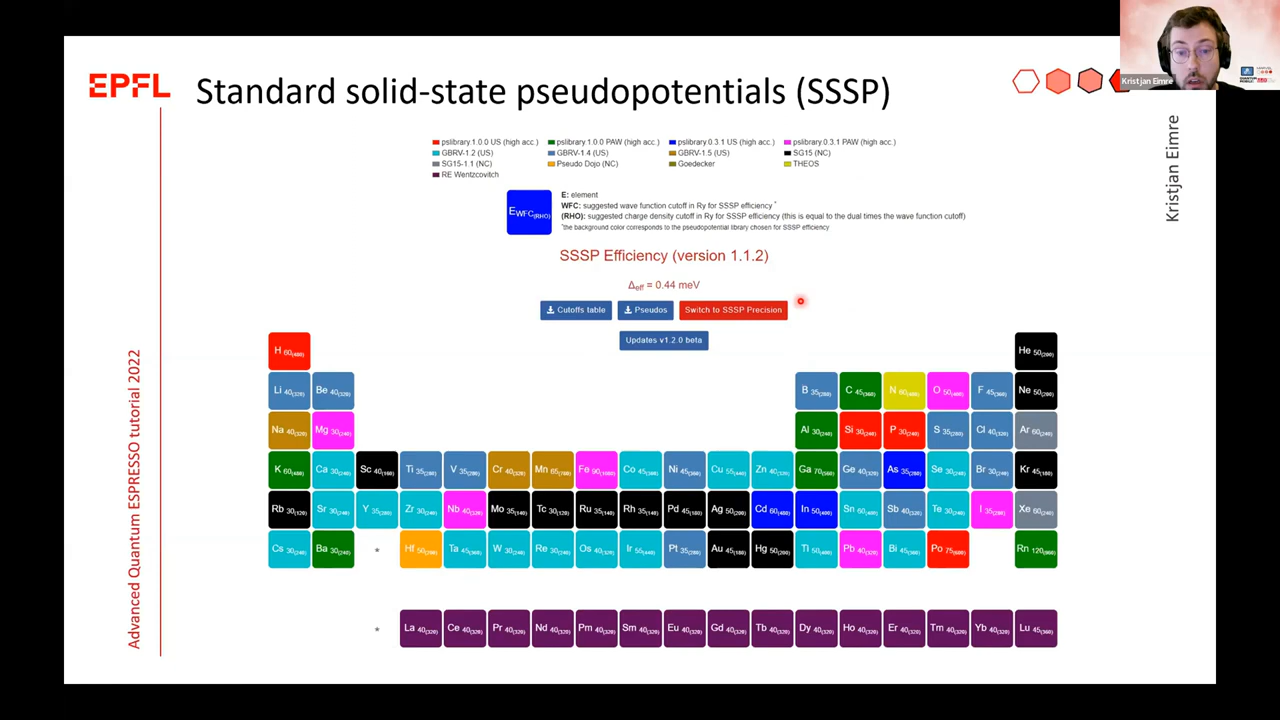 EPFL
Standard solid-state pseudopotentials (SSSP)
Kristjan Eimre
Kristjan Eimre
Advanced Quantum ESPRESSO tutorial 2022
pslibrary.1.0.0 US (high acc.) pslibrary.1.0.0 PAW (high acc.) pslibrary.0.3.1 US (high acc.) pslibrary.0.3.1 PAW (high acc.)
GBRV-1.2 (US) GBRV-1.4 (US) GBRV-1.5 (US) SG15 (NC)
SG15-1.1 (NC) Pseudo Dojo (NC) Goedecker THEOS
RE Wentzcovitch
EWFC(RHO)
E: element
WFC: suggested wave function cutoff in Ry for SSSP efficiency *
(RHO): suggested charge density cutoff in Ry for SSSP efficiency (this is equal to the dual times the wave function cutoff)
*the background color corresponds to the pseudopotential library chosen for SSSP efficiency
SSSP Efficiency (version 1.1.2)
Δeff = 0.44 meV
Cutoffs table Pseudos Switch to SSSP Precision
Updates v1.2.0 beta
H 60(480) He 50(200)
Li 40(320) Be 40(320) B 35(280) C 45(360) N 60(480) O 50(400) F 45(360) Ne 50(200)
Na 40(320) Mg 30(240) Al 30(240) Si 30(240) P 30(240) S 35(280) Cl 40(320) Ar 60(240)
K 60(480) Ca 30(240) Sc 40(160) Ti 35(280) V 35(280) Cr 40(320) Mn 65(780) Fe 90(1080) Co 45(360) Ni 45(360) Cu 55(440) Zn 40(320) Ga 70(560) Ge 40(320) As 35(280) Se 30(240) Br 30(240) Kr 45(180)
Rb 30(120) Sr 30(240) Y 35(280) Zr 30(240) Nb 40(320) Mo 35(140) Tc 30(120) Ru 35(140) Rh 35(140) Pd 45(180) Ag 50(200) Cd 60(480) In 50(400) Sn 60(480) Sb 40(320) Te 30(240) I 35(280) Xe 60(240)
Cs 30(240) Ba 30(240) * Hf 50(200) Ta 45(360) W 30(240) Re 30(240) Os 40(320) Ir 55(440) Pt 35(280) Au 45(180) Hg 50(200) Tl 50(400) Pb 40(320) Bi 45(360) Po 75(600) Rn 120(960)
* La 40(320) Ce 40(320) Pr 40(320) Nd 40(320) Pm 40(320) Sm 40(320) Eu 40(320) Gd 40(320) Tb 40(320) Dy 40(320) Ho 40(320) Er 40(320) Tm 40(320) Yb 40(320) Lu 45(360)